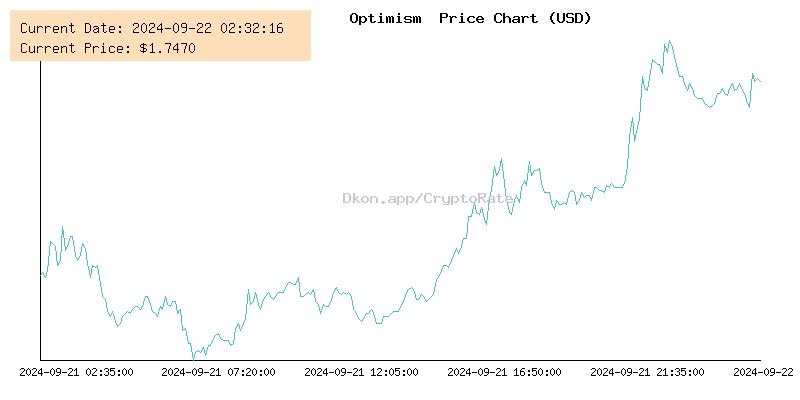 Optimism  Price Chart (USD)
Current Date: 2024-09-22 02:32:16
Current Price: $1.7470
Dkon.app/CryptoRate
2024-09-21 02:35:00 2024-09-21 07:20:00 2024-09-21 12:05:00 2024-09-21 16:50:00 2024-09-21 21:35:00 2024-09-22